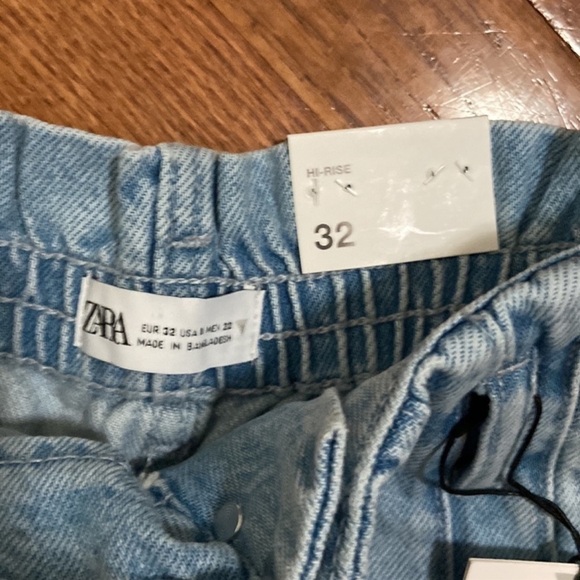 HI-RISE
32
ZARA
EUR 32 USA 0 MEX 22
MADE IN BANGLADESH